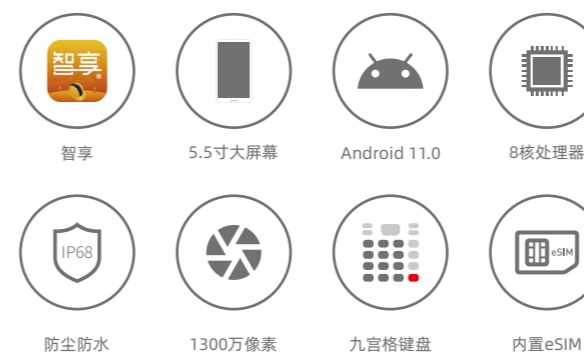 智享
智享
5.5寸大屏幕
Android 11.0
8核处理器
IP68
eSIM
防尘防水
1300万像素
九宫格键盘
内置eSIM